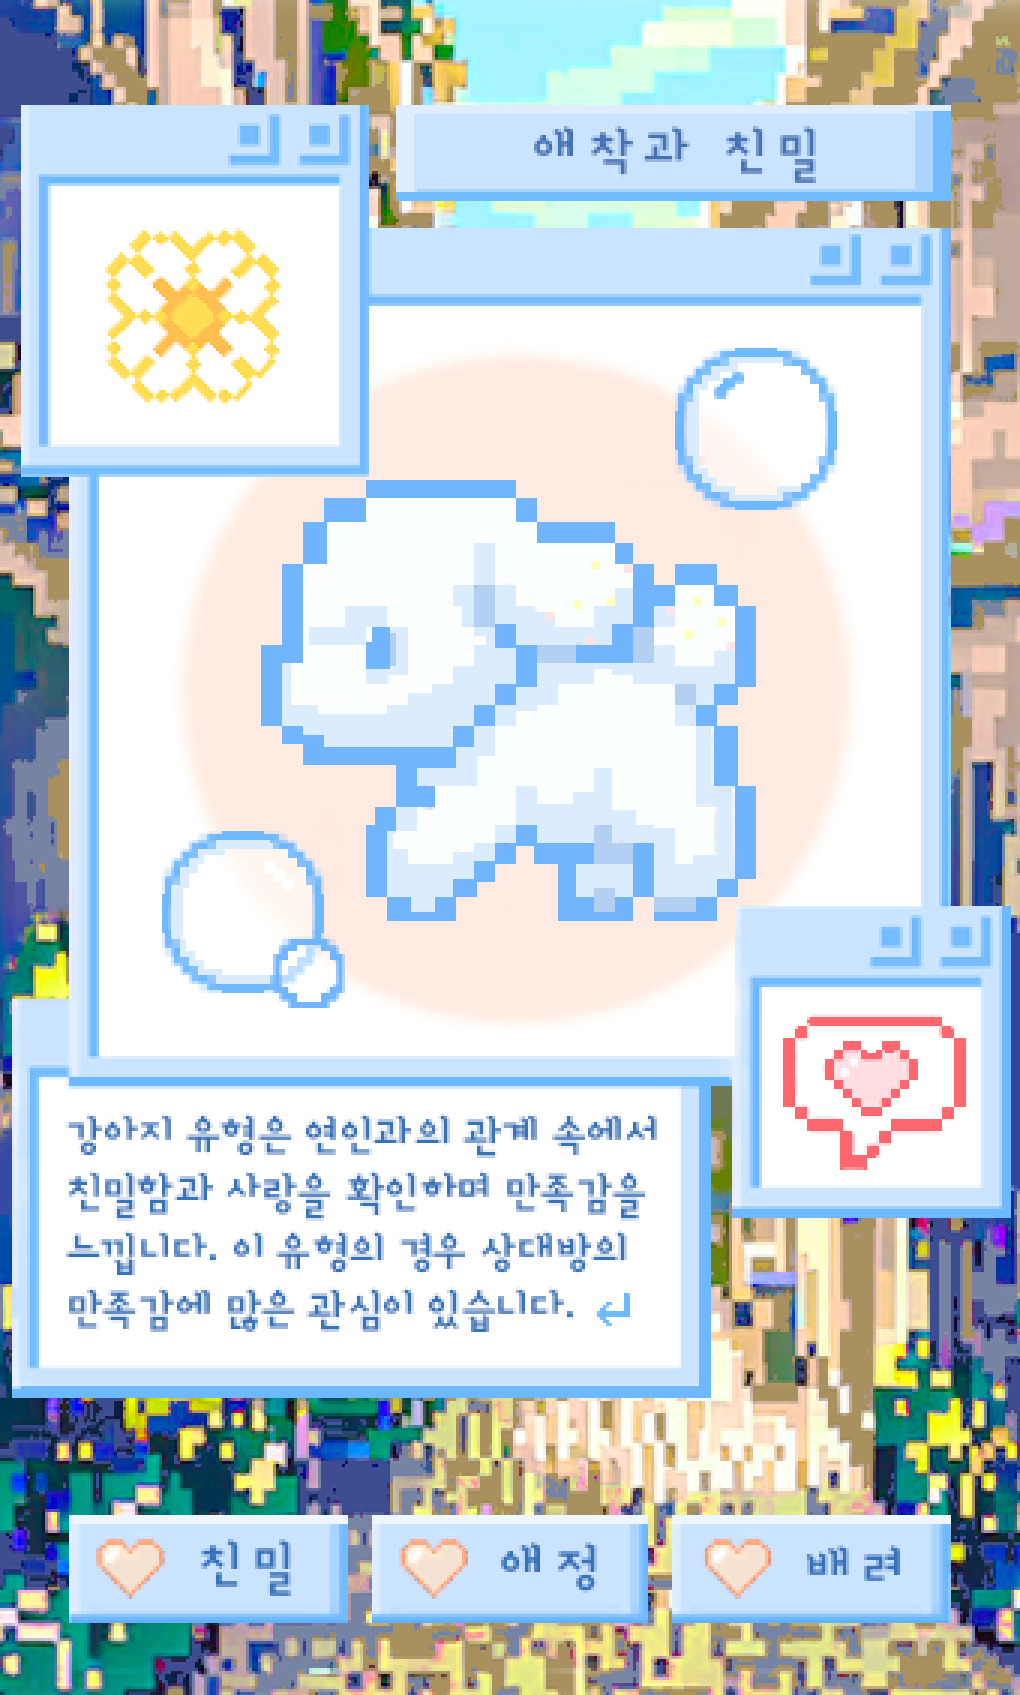 애착과 친밀
강아지 유형은 연인과의 관계 속에서
친밀함과 사랑을 확인하며 만족감을
느낍니다. 이 유형의 경우 상대방의
만족감에 많은 관심이 있습니다. ↵
친밀
애정
배려